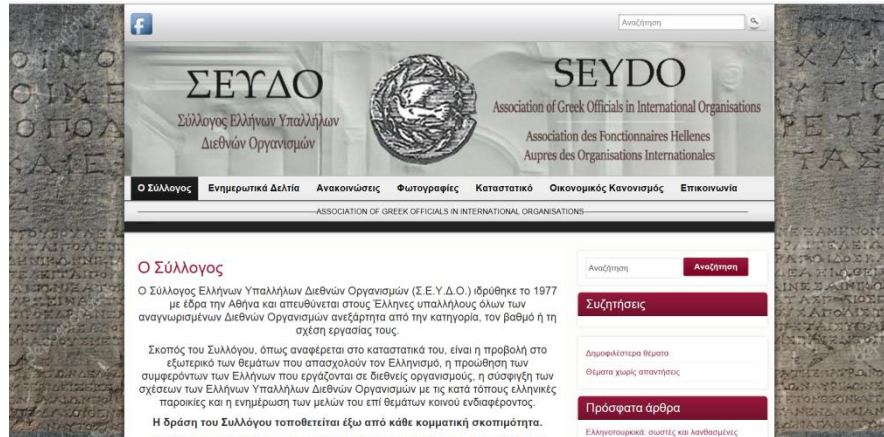 Αναζήτηση
ΣΕΥΔΟ
Σύλλογος Ελλήνων Υπαλλήλων
Διεθνών Οργανισμών
SEYDO
Association of Greek Officials in International Organisations
Association des Fonctionnaires Hellenes
Aupres des Organisations Internationales
Ο Σύλλογος Ενημερωτικά Δελτία Ανακοινώσεις Φωτογραφίες Καταστατικό Οικονομικός Κανονισμός Επικοινωνία
ASSOCIATION OF GREEK OFFICIALS IN INTERNATIONAL ORGANISATIONS
Ο Σύλλογος
Ο Σύλλογος Ελλήνων Υπαλλήλων Διεθνών Οργανισμών (Σ.Ε.Υ.Δ.Ο.) ιδρύθηκε το 1977
με έδρα την Αθήνα και απευθύνεται στους Έλληνες υπαλλήλους όλων των
αναγνωρισμένων Διεθνών Οργανισμών ανεξάρτητα από την κατηγορία, τον βαθμό ή τη
σχέση εργασίας τους.
Σκοπός του Συλλόγου, όπως αναφέρεται στο καταστατικά του, είναι η προβολή στο
εξωτερικό των θεμάτων που απασχολούν τον Ελληνισμό, η προώθηση των
συμφερόντων των Ελλήνων που εργάζονται σε διεθνείς οργανισμούς, η σύσφιγξη των
σχέσεων των Ελλήνων Υπαλλήλων Διεθνών Οργανισμών με τις κατά τόπους ελληνικές
παροικίες και η ενημέρωση των μελών του επί θεμάτων κοινού ενδιαφέροντος.
Η δράση του Συλλόγου τοποθετείται έξω από κάθε κομματική σκοπιμότητα.
Αναζήτηση Αναζήτηση
Συζητήσεις
Δημοφιλέστερα θέματα
Θέματα χωρίς απαντήσεις
Πρόσφατα άρθρα
Ελληνοτουρκικά: σωστές και λανθασμένες